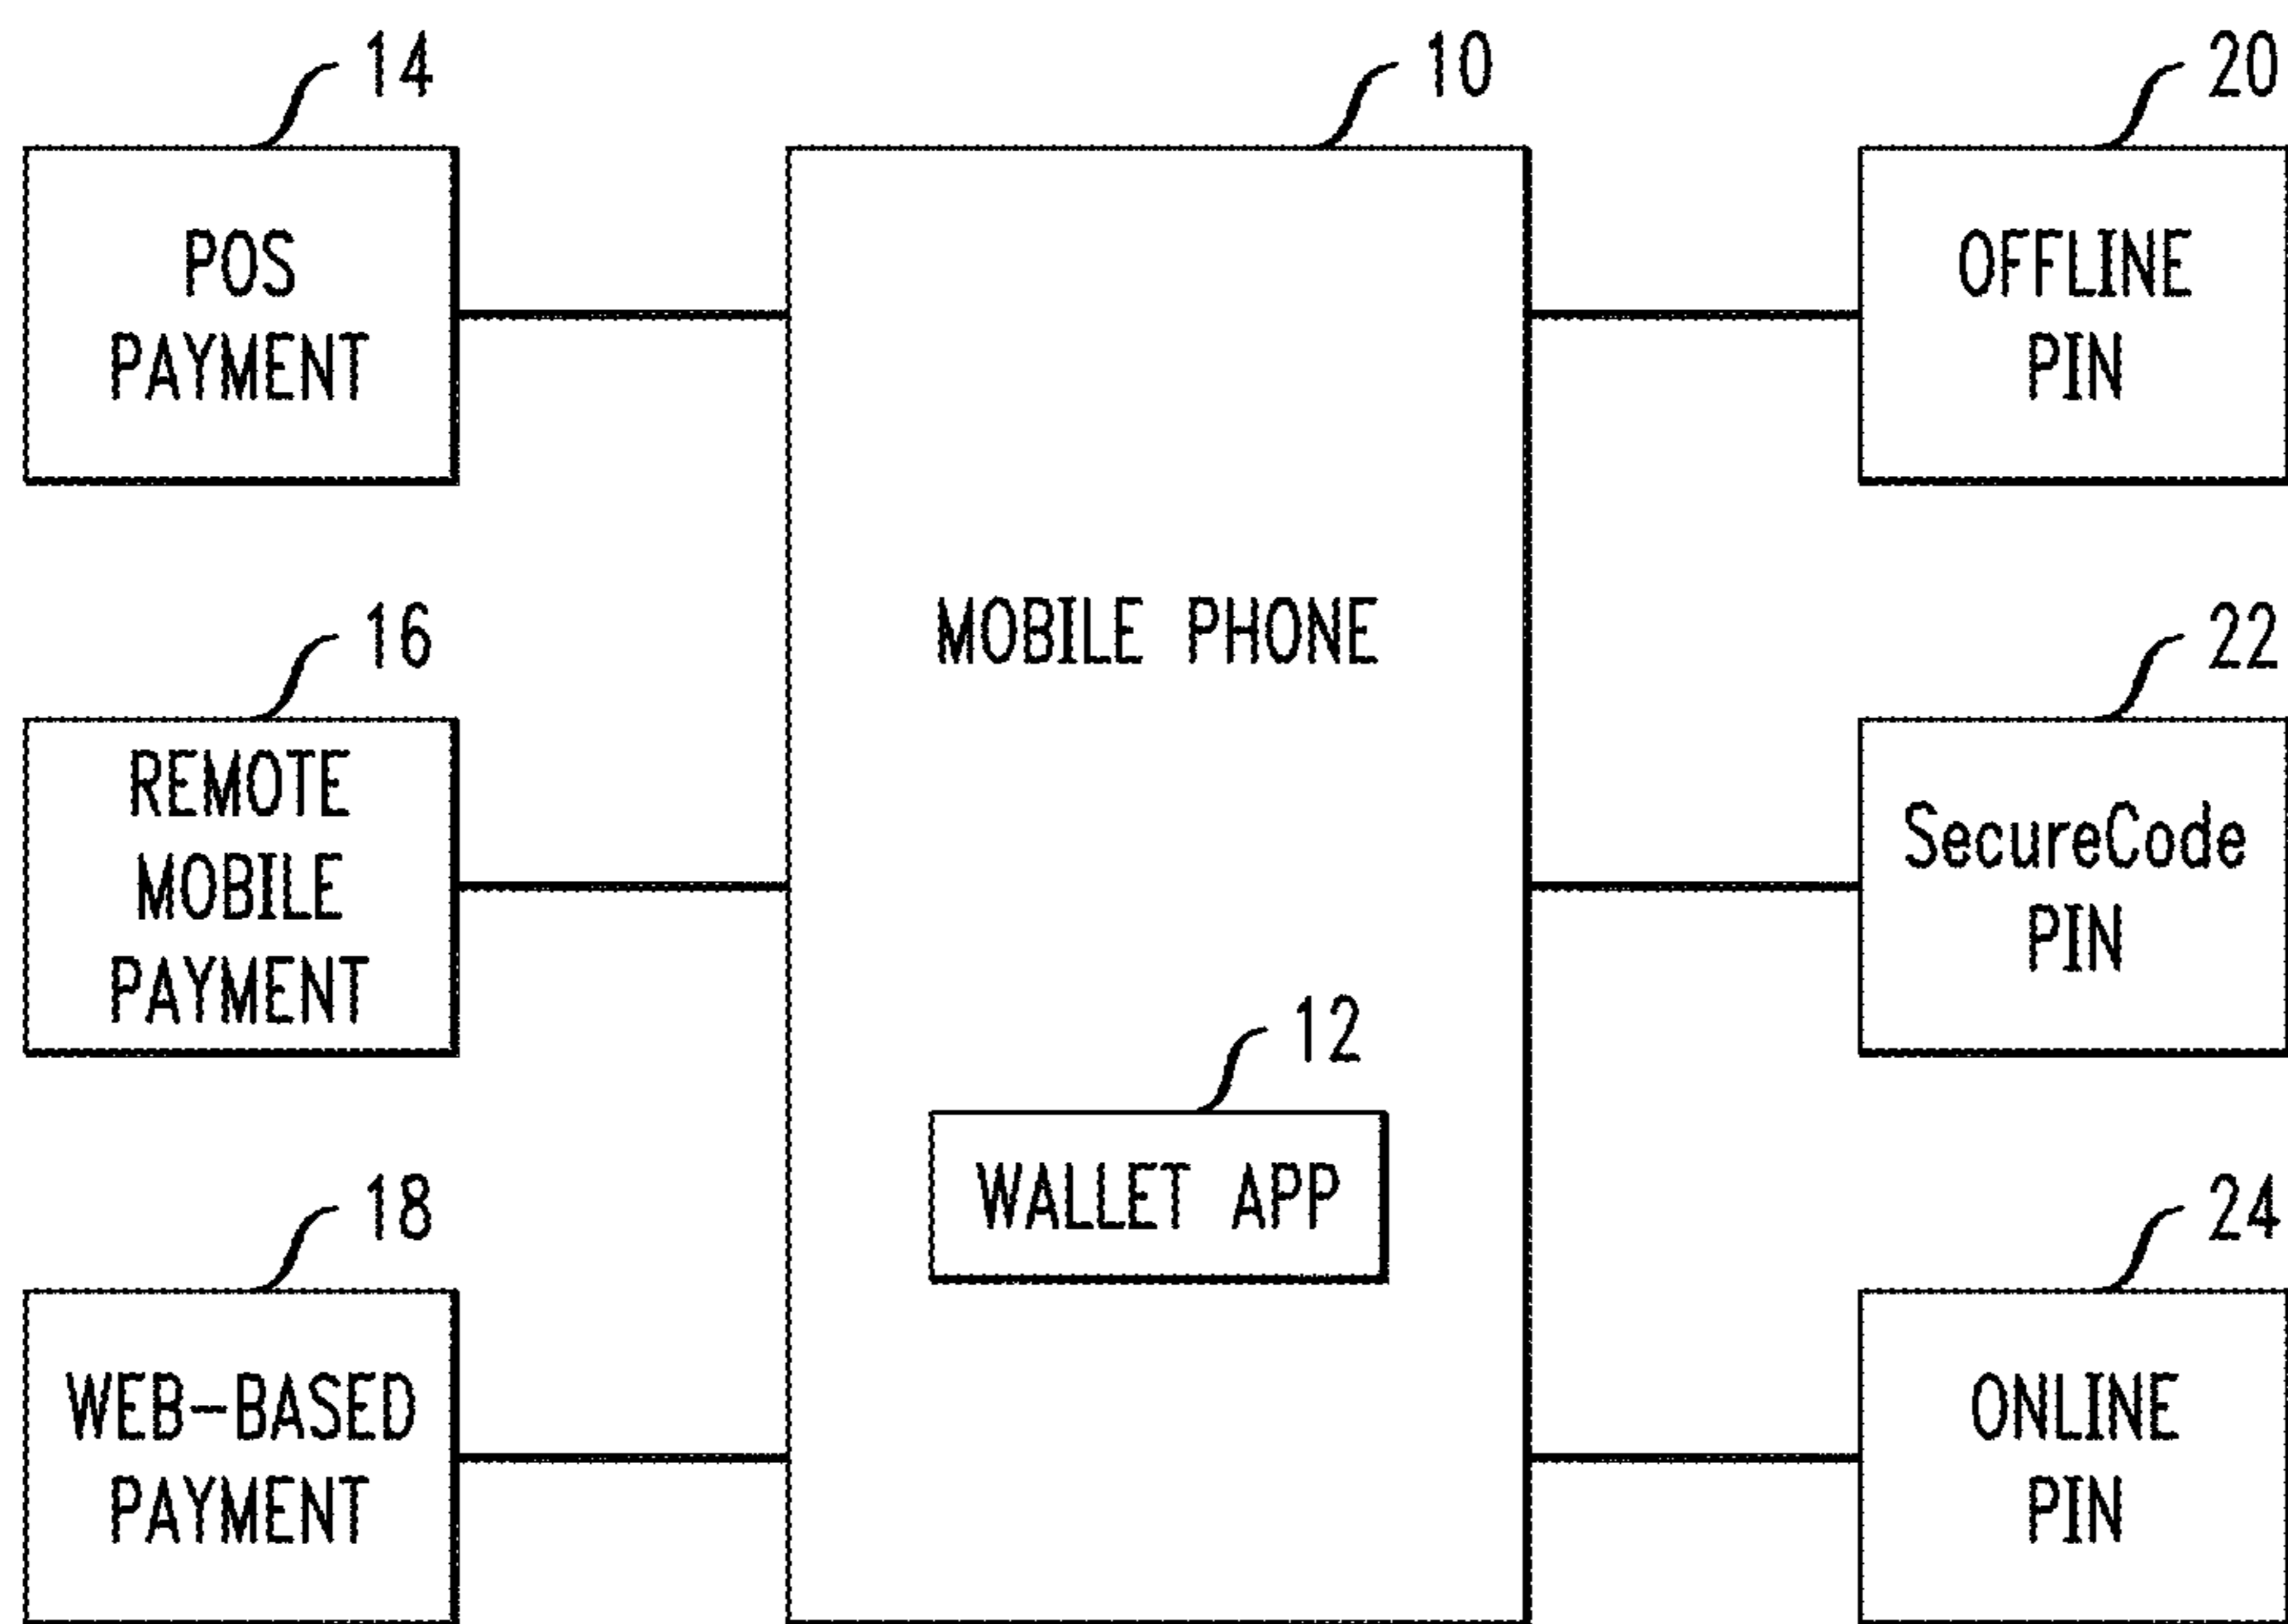 14
POS
PAYMENT
16
REMOTE
MOBILE
PAYMENT
18
WEB-BASED
PAYMENT
10
MOBILE PHONE
12
WALLET APP
20
OFFLINE
PIN
22
SecureCode
PIN
24
ONLINE
PIN